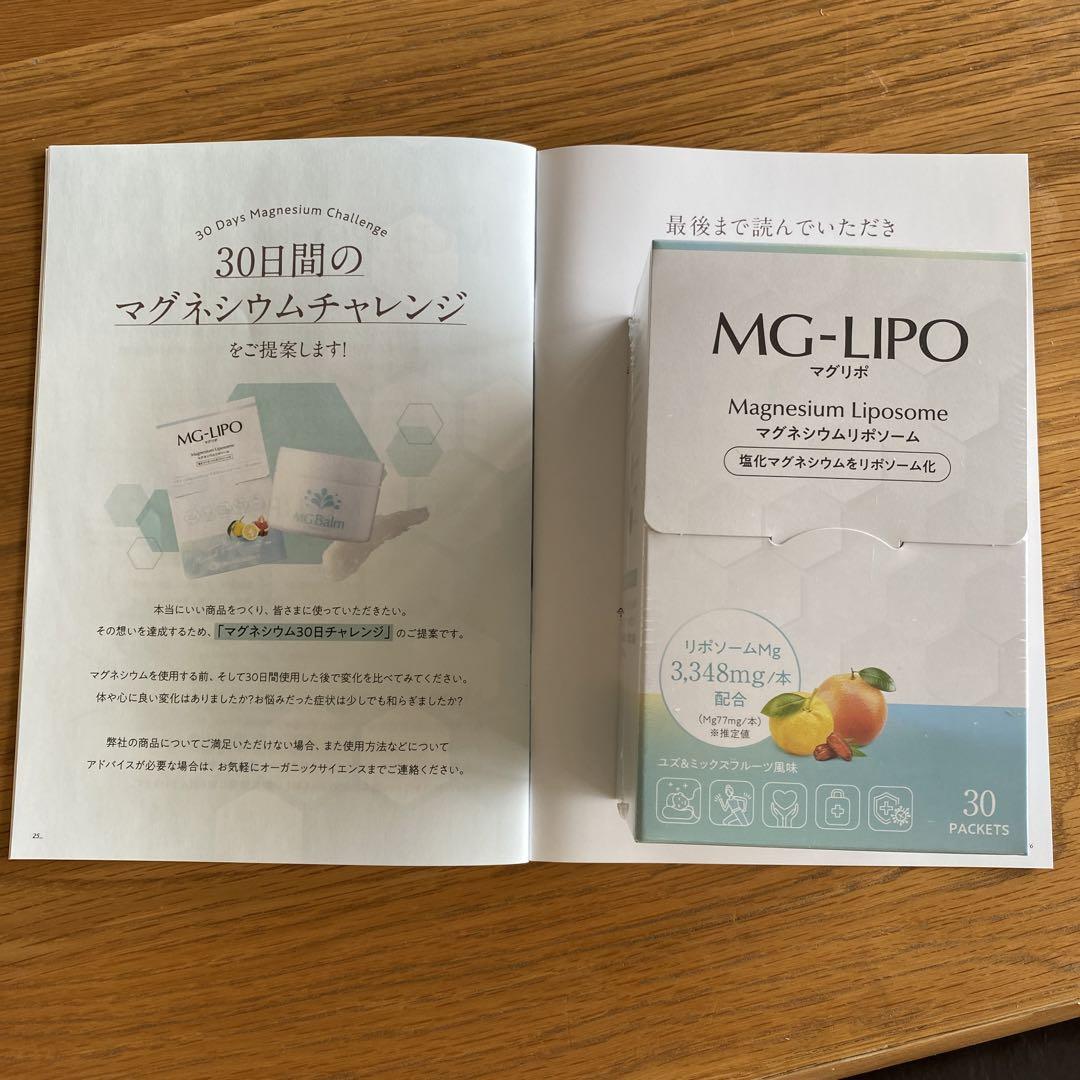 30 Days Magnesium Challenge
30日間の
マグネシウムチャレンジ
をご提案します!
MG-LIPO
マグリポ
Magnesium Liposome
マグネシウムリポソーム
MGBalm
本当にいい商品をつくり、皆さまに使っていただきたい。
その想いを達成するため、「マグネシウム30日チャレンジ」のご提案です。
マグネシウムを使用する前、そして30日間使用した後で変化を比べてみてください。
体や心に良い変化はありましたか?お悩みだった症状は少しでも和らぎましたか?
弊社の商品についてご満足いただけない場合、また使用方法などについて
アドバイスが必要な場合は、お気軽にオーガニックサイエンスまでご連絡ください。
25
最後まで読んでいただき
MG-LIPO
マグリポ
Magnesium Liposome
マグネシウムリポソーム
塩化マグネシウムをリポソーム化
リポソームMg
3,348mg/本
配合
(Mg77mg/本)
※推定値
ユズ&ミックスフルーツ風味
30
PACKETS
6